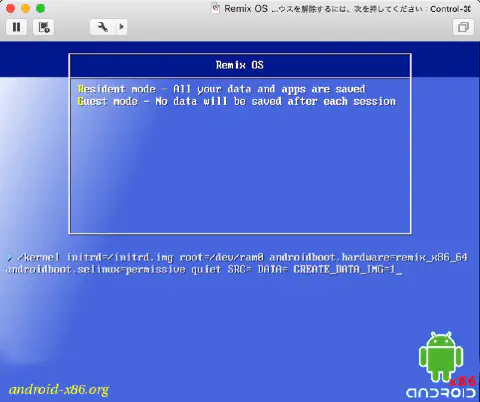 Remix OS ...ウスを解除するには、次を押してください：Control-⌘
Remix OS
Resident mode - All your data and apps are saved
Guest mode - No data will be saved after each session
> /kernel initrd=/initrd.img root=/dev/ram0 androidboot.hardware=remix_x86_64
androidboot.selinux=permissive quiet SRC= DATA= CREATE_DATA_IMG=1_
x86
ANDROID
android-x86.org